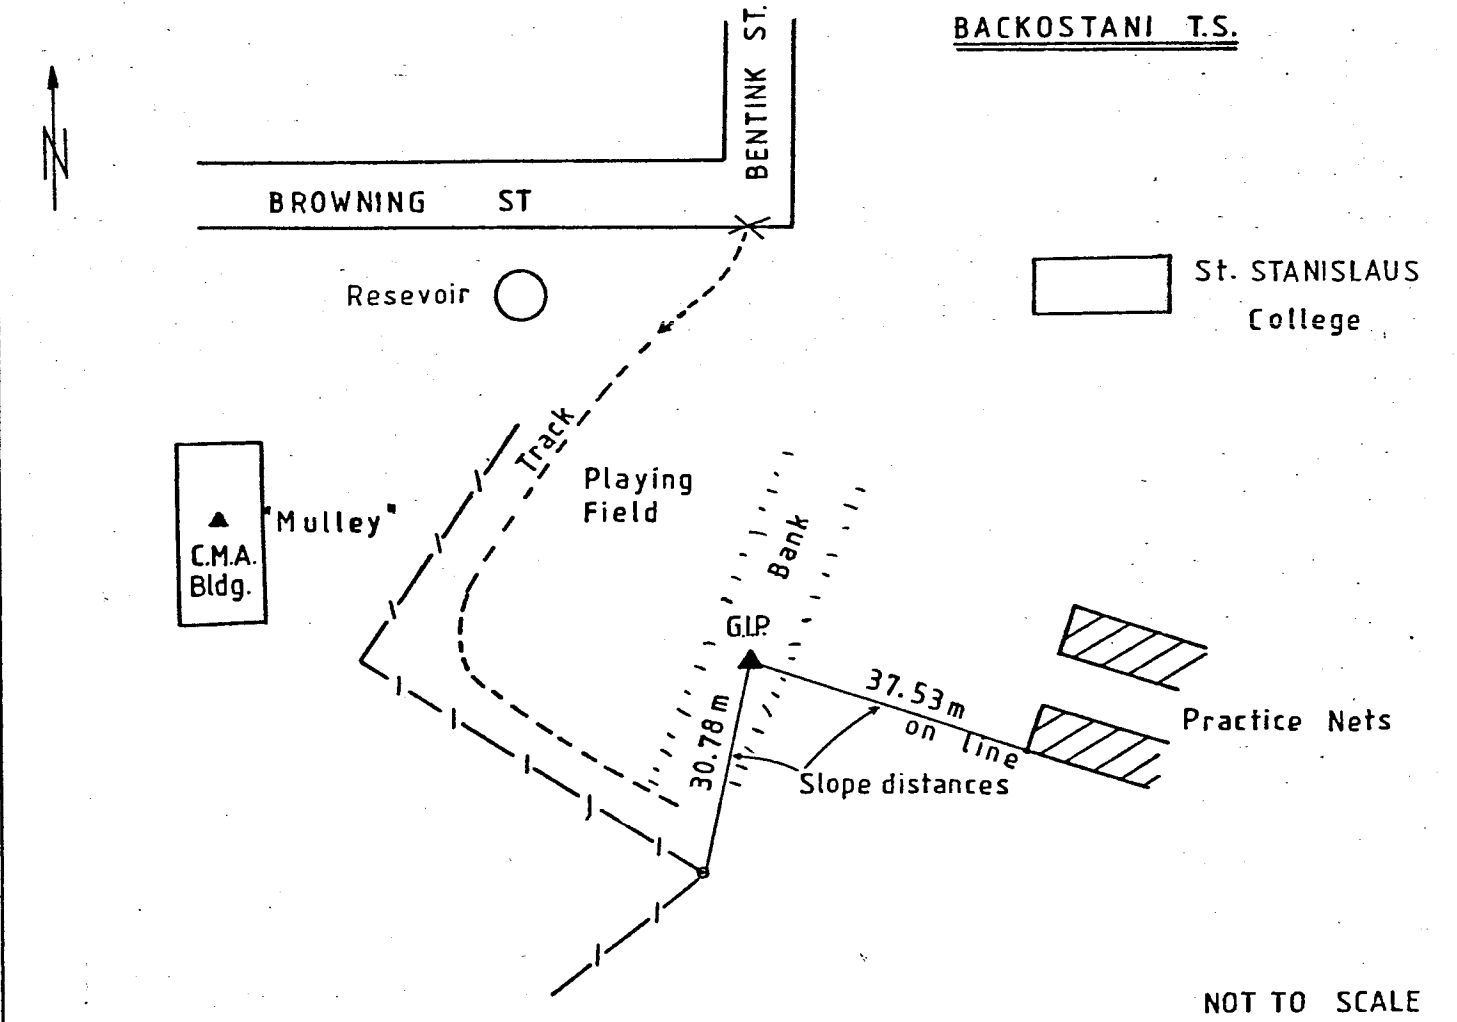 BACKOSTANI T.S.
BENTINK ST.
N
BROWNING ST
Resevoir
St. STANISLAUS
College
Track
Playing
Field
"Mulley"
C.M.A.
Bldg.
Bank
G.I.P.
37.53m
on line
30.78m
Practice Nets
Slope distances
NOT TO SCALE